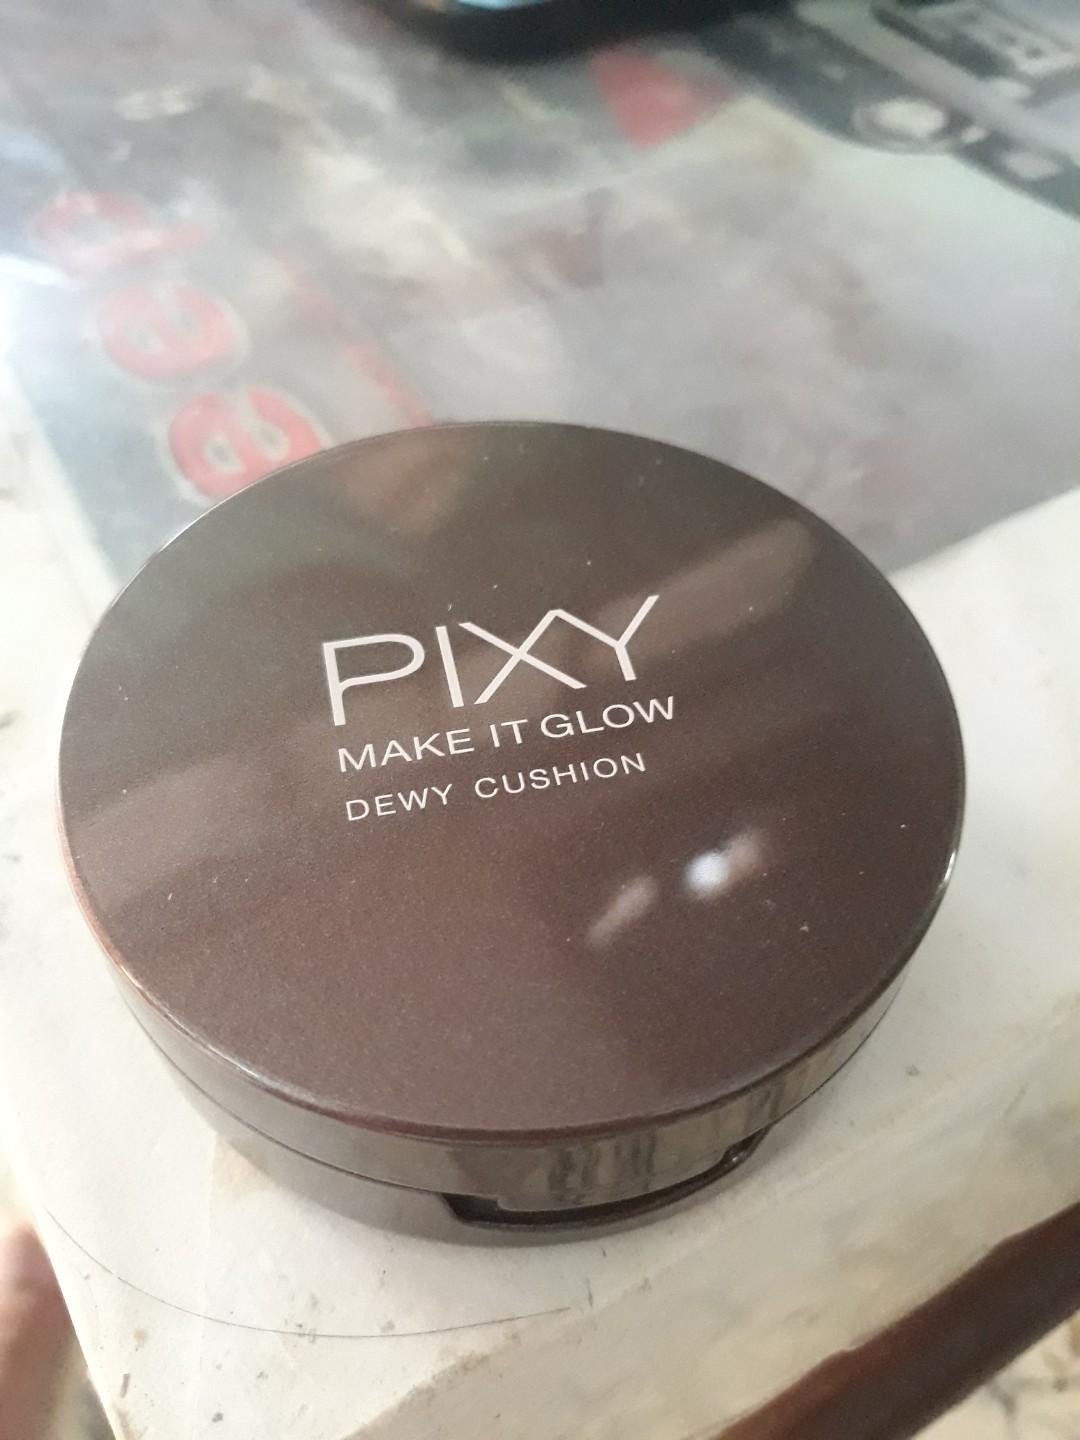 PIXY
MAKE IT GLOW
DEWY CUSHION